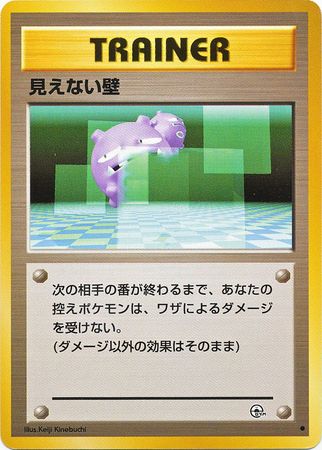 TRAINER
見えない壁
次の相手の番が終わるまで、あなたの
控えポケモンは、ワザによるダメージ
を受けない。
(ダメージ以外の効果はそのまま)
Illus.Keiji Kinebuchi